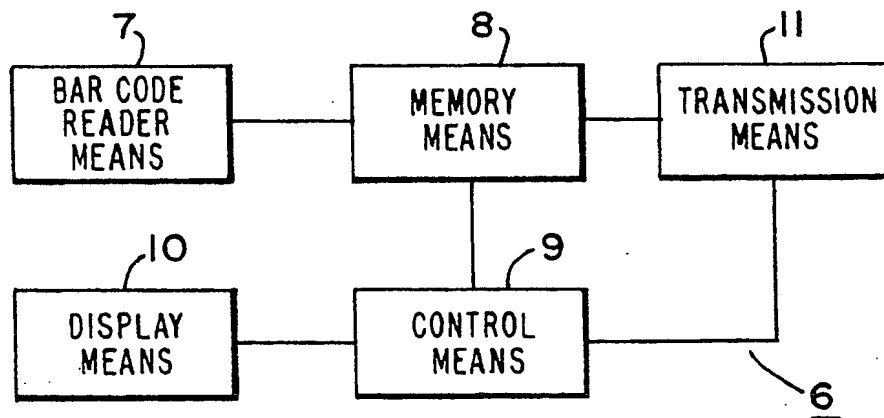 7
8
11
BAR CODE
READER
MEANS
MEMORY
MEANS
TRANSMISSION
MEANS
10
9
DISPLAY
MEANS
CONTROL
MEANS
6